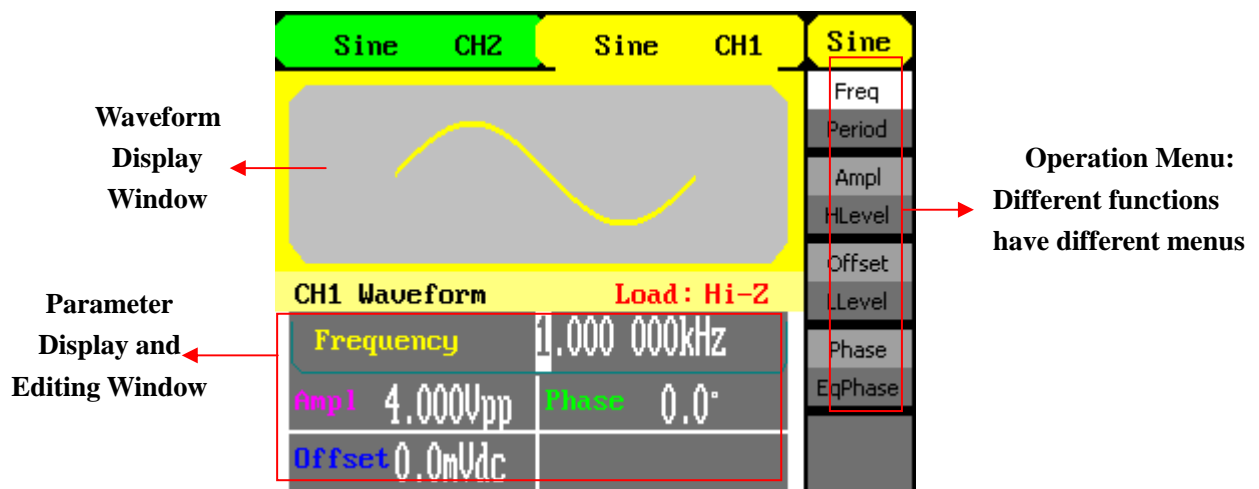 Sine CH2
Sine CH1
Sine
Waveform
Display
Window
Freq
Period
Ampl
HLevel
Offset
LLevel
Phase
EqPhase
Operation Menu:
Different functions
have different menus
CH1 Waveform
Load: Hi-Z
Parameter
Display and
Editing Window
Frequency 1.000 000kHz
Ampl 4.000Vpp
Phase 0.0°
Offset 0.0mVdc